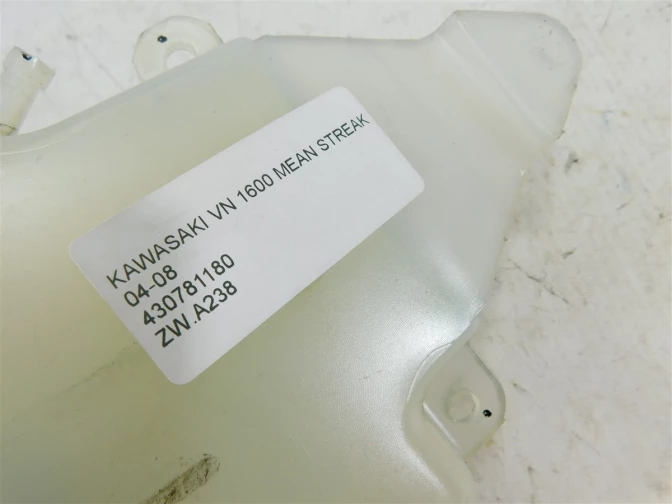 KAWASAKI VN 1600 MEAN STREAK
04-08
430781180
ZW.A238